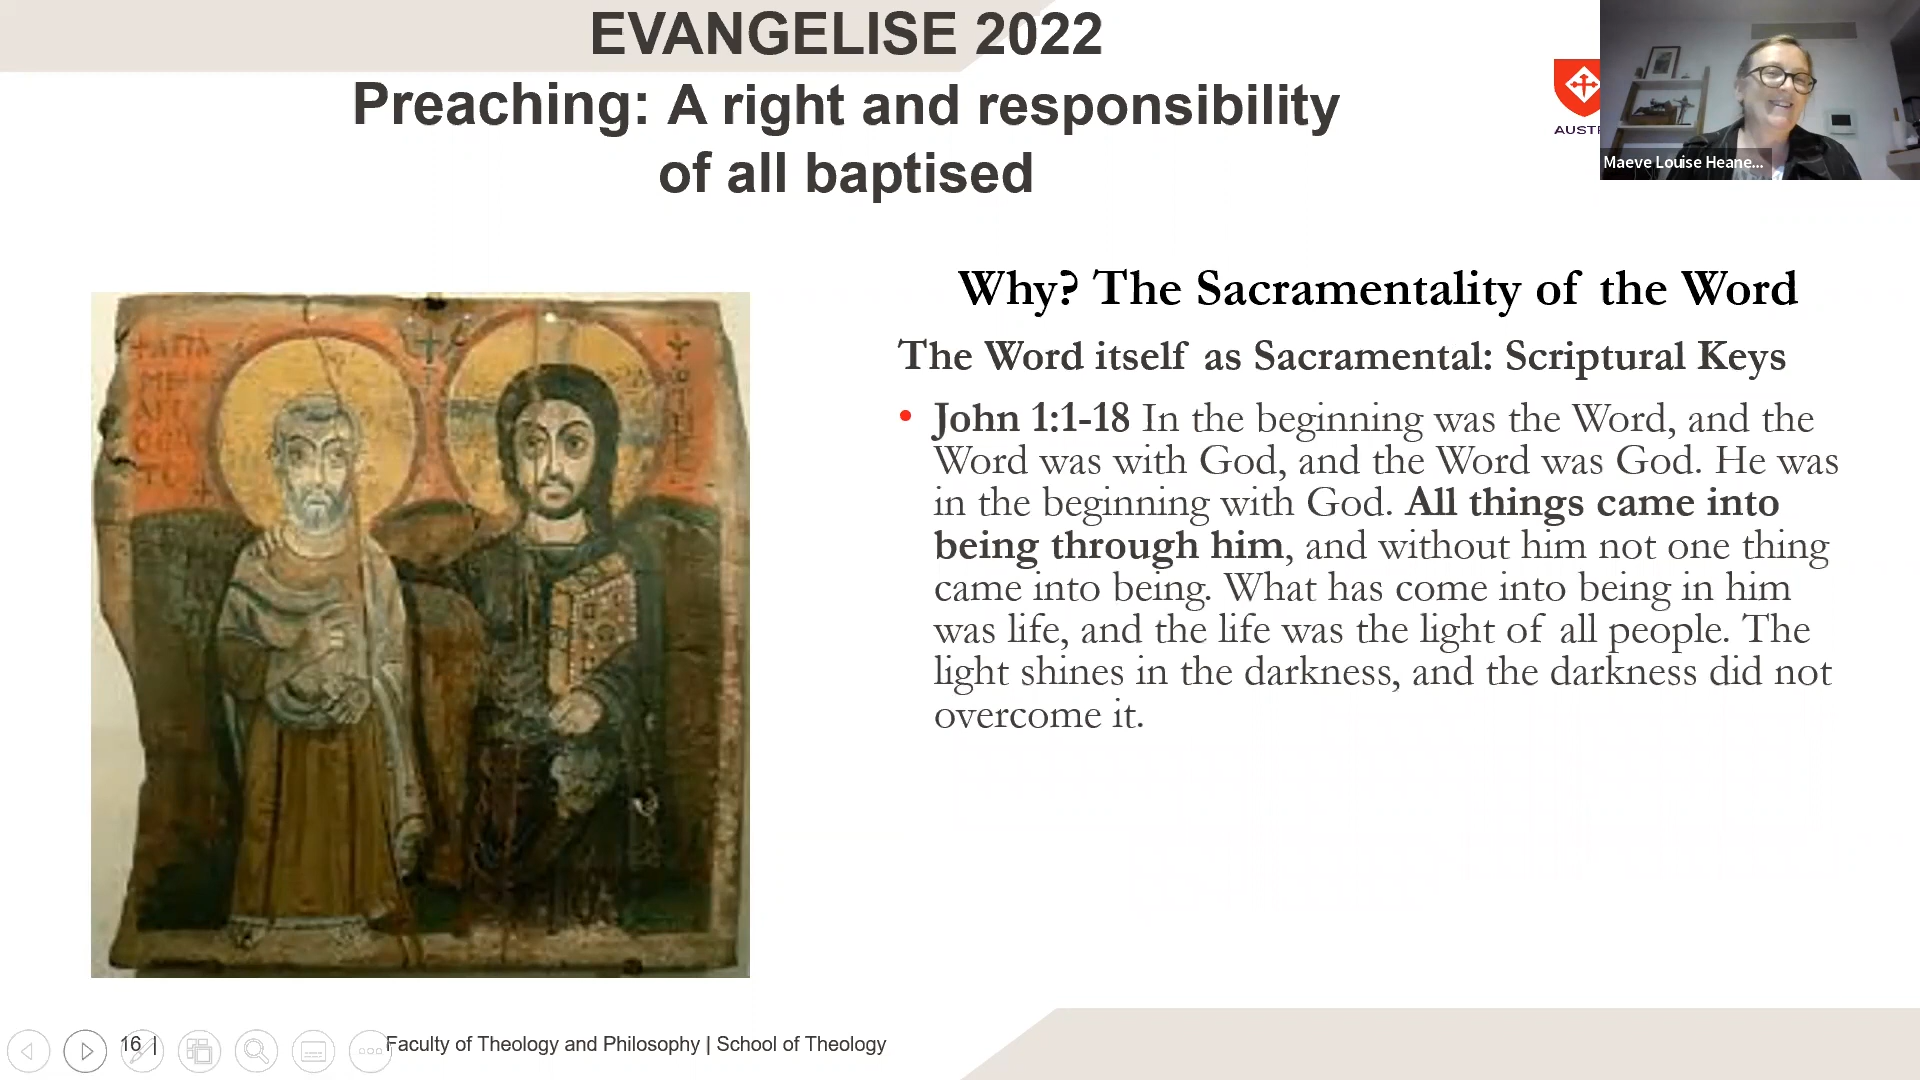 EVANGELISE 2022
Preaching: A right and responsibility
of all baptised
AUST
Maeve Louise Heane...
Why? The Sacramentality of the Word
The Word itself as Sacramental: Scriptural Keys
• John 1:1-18 In the beginning was the Word, and the
Word was with God, and the Word was God. He was
in the beginning with God. All things came into
being through him, and without him not one thing
came into being. What has come into being in him
was life, and the life was the light of all people. The
light shines in the darkness, and the darkness did not
overcome it.
16 |
Faculty of Theology and Philosophy | School of Theology